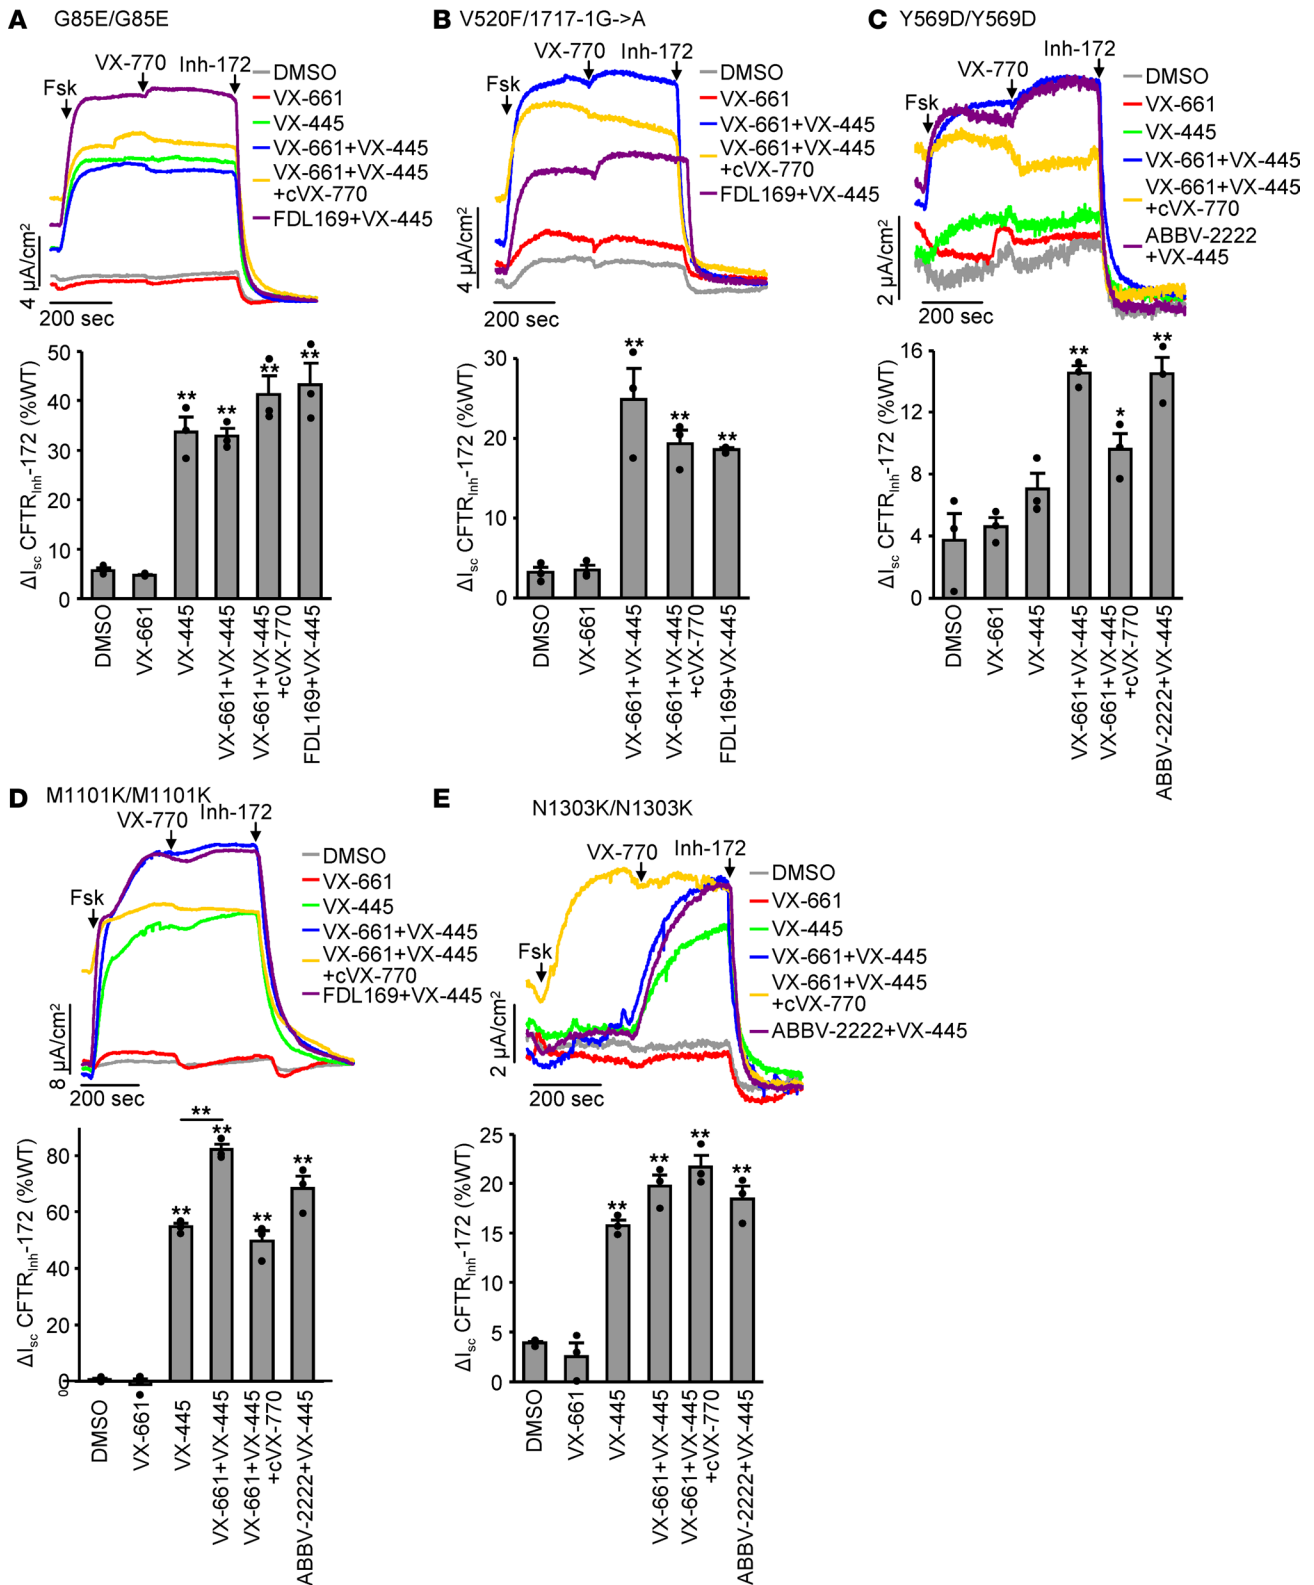 A G85E/G85E
Fsk
VX-770
Inh-172
DMSO
VX-661
VX-445
VX-661+VX-445
VX-661+VX-445
+cVX-770
FDL169+VX-445
4 µA/cm²
200 sec
ΔIsc CFTRInh-172 (%WT)
50
40
30
20
10
0
**
**
**
**
DMSO
VX-661
VX-445
VX-661+VX-445
VX-661+VX-445
+cVX-770
FDL169+VX-445
B V520F/1717-1G->A
Fsk
VX-770
Inh-172
DMSO
VX-661
VX-661+VX-445
VX-661+VX-445
+cVX-770
FDL169+VX-445
4 µA/cm²
200 sec
ΔIsc CFTRInh-172 (%WT)
30
20
10
0
**
**
**
DMSO
VX-661
VX-661+VX-445
VX-661+VX-445
+cVX-770
FDL169+VX-445
C Y569D/Y569D
Fsk
VX-770
Inh-172
DMSO
VX-661
VX-445
VX-661+VX-445
VX-661+VX-445
+cVX-770
ABBV-2222
+VX-445
2 µA/cm²
200 sec
ΔIsc CFTRInh-172 (%WT)
16
12
8
4
0
**
*
**
DMSO
VX-661
VX-445
VX-661+VX-445
VX-661+VX-445
+cVX-770
ABBV-2222+VX-445
D M1101K/M1101K
Fsk
VX-770
Inh-172
DMSO
VX-661
VX-445
VX-661+VX-445
VX-661+VX-445
+cVX-770
FDL169+VX-445
8 µA/cm²
200 sec
ΔIsc CFTRInh-172 (%WT)
80
60
40
20
0
00
**
**
**
**
**
DMSO
VX-661
VX-445
VX-661+VX-445
VX-661+VX-445
+cVX-770
ABBV-2222+VX-445
E N1303K/N1303K
Fsk
VX-770
Inh-172
DMSO
VX-661
VX-445
VX-661+VX-445
VX-661+VX-445
+cVX-770
ABBV-2222+VX-445
2 µA/cm²
200 sec
ΔIsc CFTRInh-172 (%WT)
25
20
15
10
5
0
**
**
**
**
DMSO
VX-661
VX-445
VX-661+VX-445
VX-661+VX-445
+cVX-770
ABBV-2222+VX-445